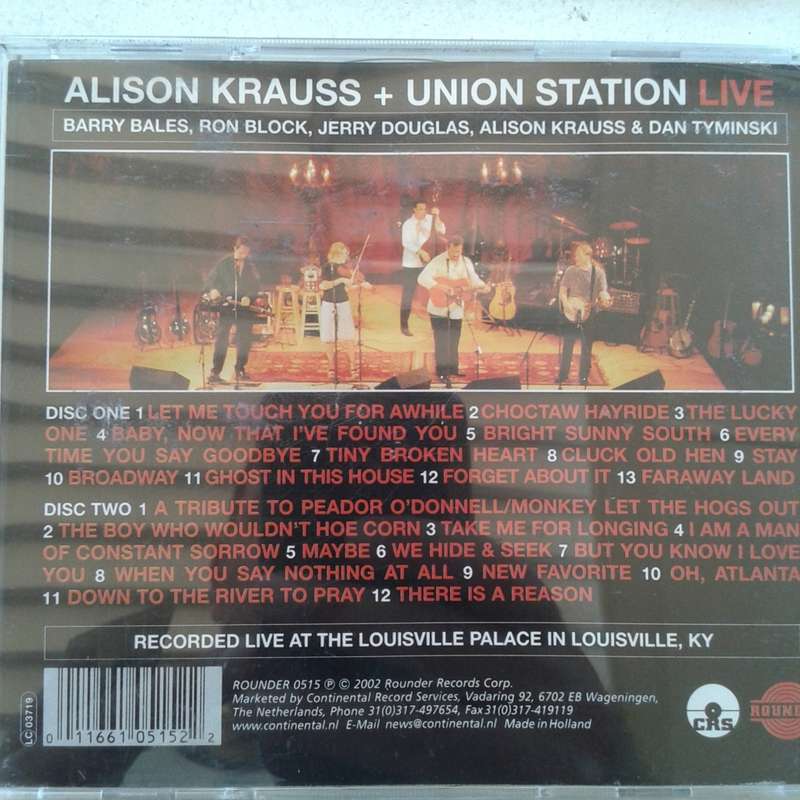 ALISON KRAUSS + UNION STATION LIVE
BARRY BALES, RON BLOCK, JERRY DOUGLAS, ALISON KRAUSS & DAN TYMINSKI
DISC ONE 1 LET ME TOUCH YOU FOR AWHILE 2 CHOCTAW HAYRIDE 3 THE LUCKY
ONE 4 BABY, NOW THAT I'VE FOUND YOU 5 BRIGHT SUNNY SOUTH 6 EVERY
TIME YOU SAY GOODBYE 7 TINY BROKEN HEART 8 CLUCK OLD HEN 9 STAY
10 BROADWAY 11 GHOST IN THIS HOUSE 12 FORGET ABOUT IT 13 FARAWAY LAND
DISC TWO 1 A TRIBUTE TO PEADOR O'DONNELL/MONKEY LET THE HOGS OUT
2 THE BOY WHO WOULDN'T HOE CORN 3 TAKE ME FOR LONGING 4 I AM A MAN
OF CONSTANT SORROW 5 MAYBE 6 WE HIDE & SEEK 7 BUT YOU KNOW I LOVE
YOU 8 WHEN YOU SAY NOTHING AT ALL 9 NEW FAVORITE 10 OH, ATLANTA
11 DOWN TO THE RIVER TO PRAY 12 THERE IS A REASON
RECORDED LIVE AT THE LOUISVILLE PALACE IN LOUISVILLE, KY
LC 03719
0 11661 05152 2
ROUNDER 0515 ℗ © 2002 Rounder Records Corp.
Marketed by Continental Record Services, Vadaring 92, 6702 EB Wageningen,
The Netherlands, Phone 31(0)317-497654, Fax 31(0)317-419119
www.continental.nl E-Mail news@continental.nl Made in Holland
CRS